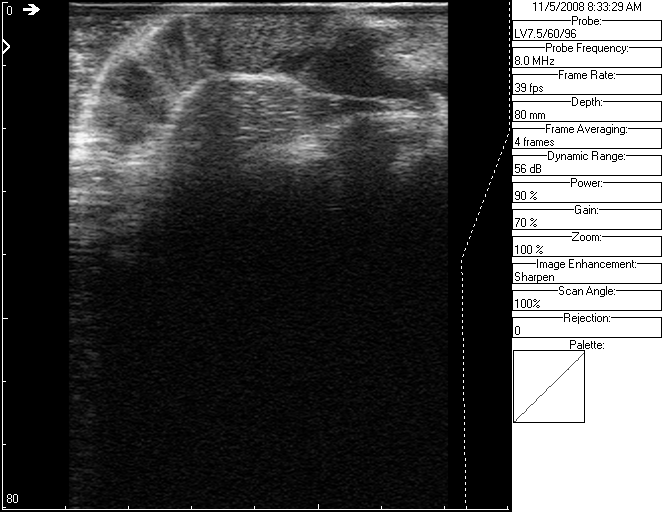 0
80
11/5/2008 8:33:29 AM
Probe:
LV7.5/60/96
Probe Frequency:
8.0 MHz
Frame Rate:
39 fps
Depth:
80 mm
Frame Averaging:
4 frames
Dynamic Range:
56 dB
Power:
90 %
Gain:
70 %
Zoom:
100 %
Image Enhancement:
Sharpen
Scan Angle:
100%
Rejection:
0
Palette: